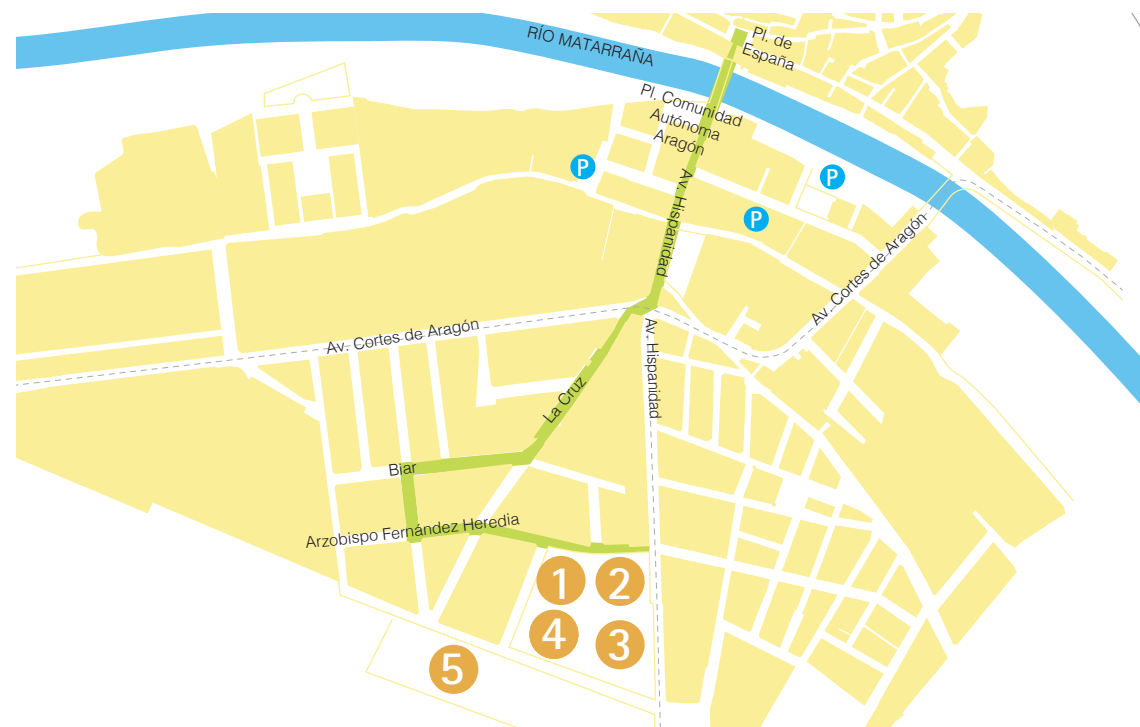 Pl. de
España
RÍO MATARRAÑA
Pl. Comunidad
Autónoma
Aragón
P
P
P
Av. Hispanidad
Av. Cortes de Aragón
Av. Cortes de Aragón
Av. Hispanidad
La Cruz
Biar
Arzobispo Fernández Heredia
1
2
4
3
5